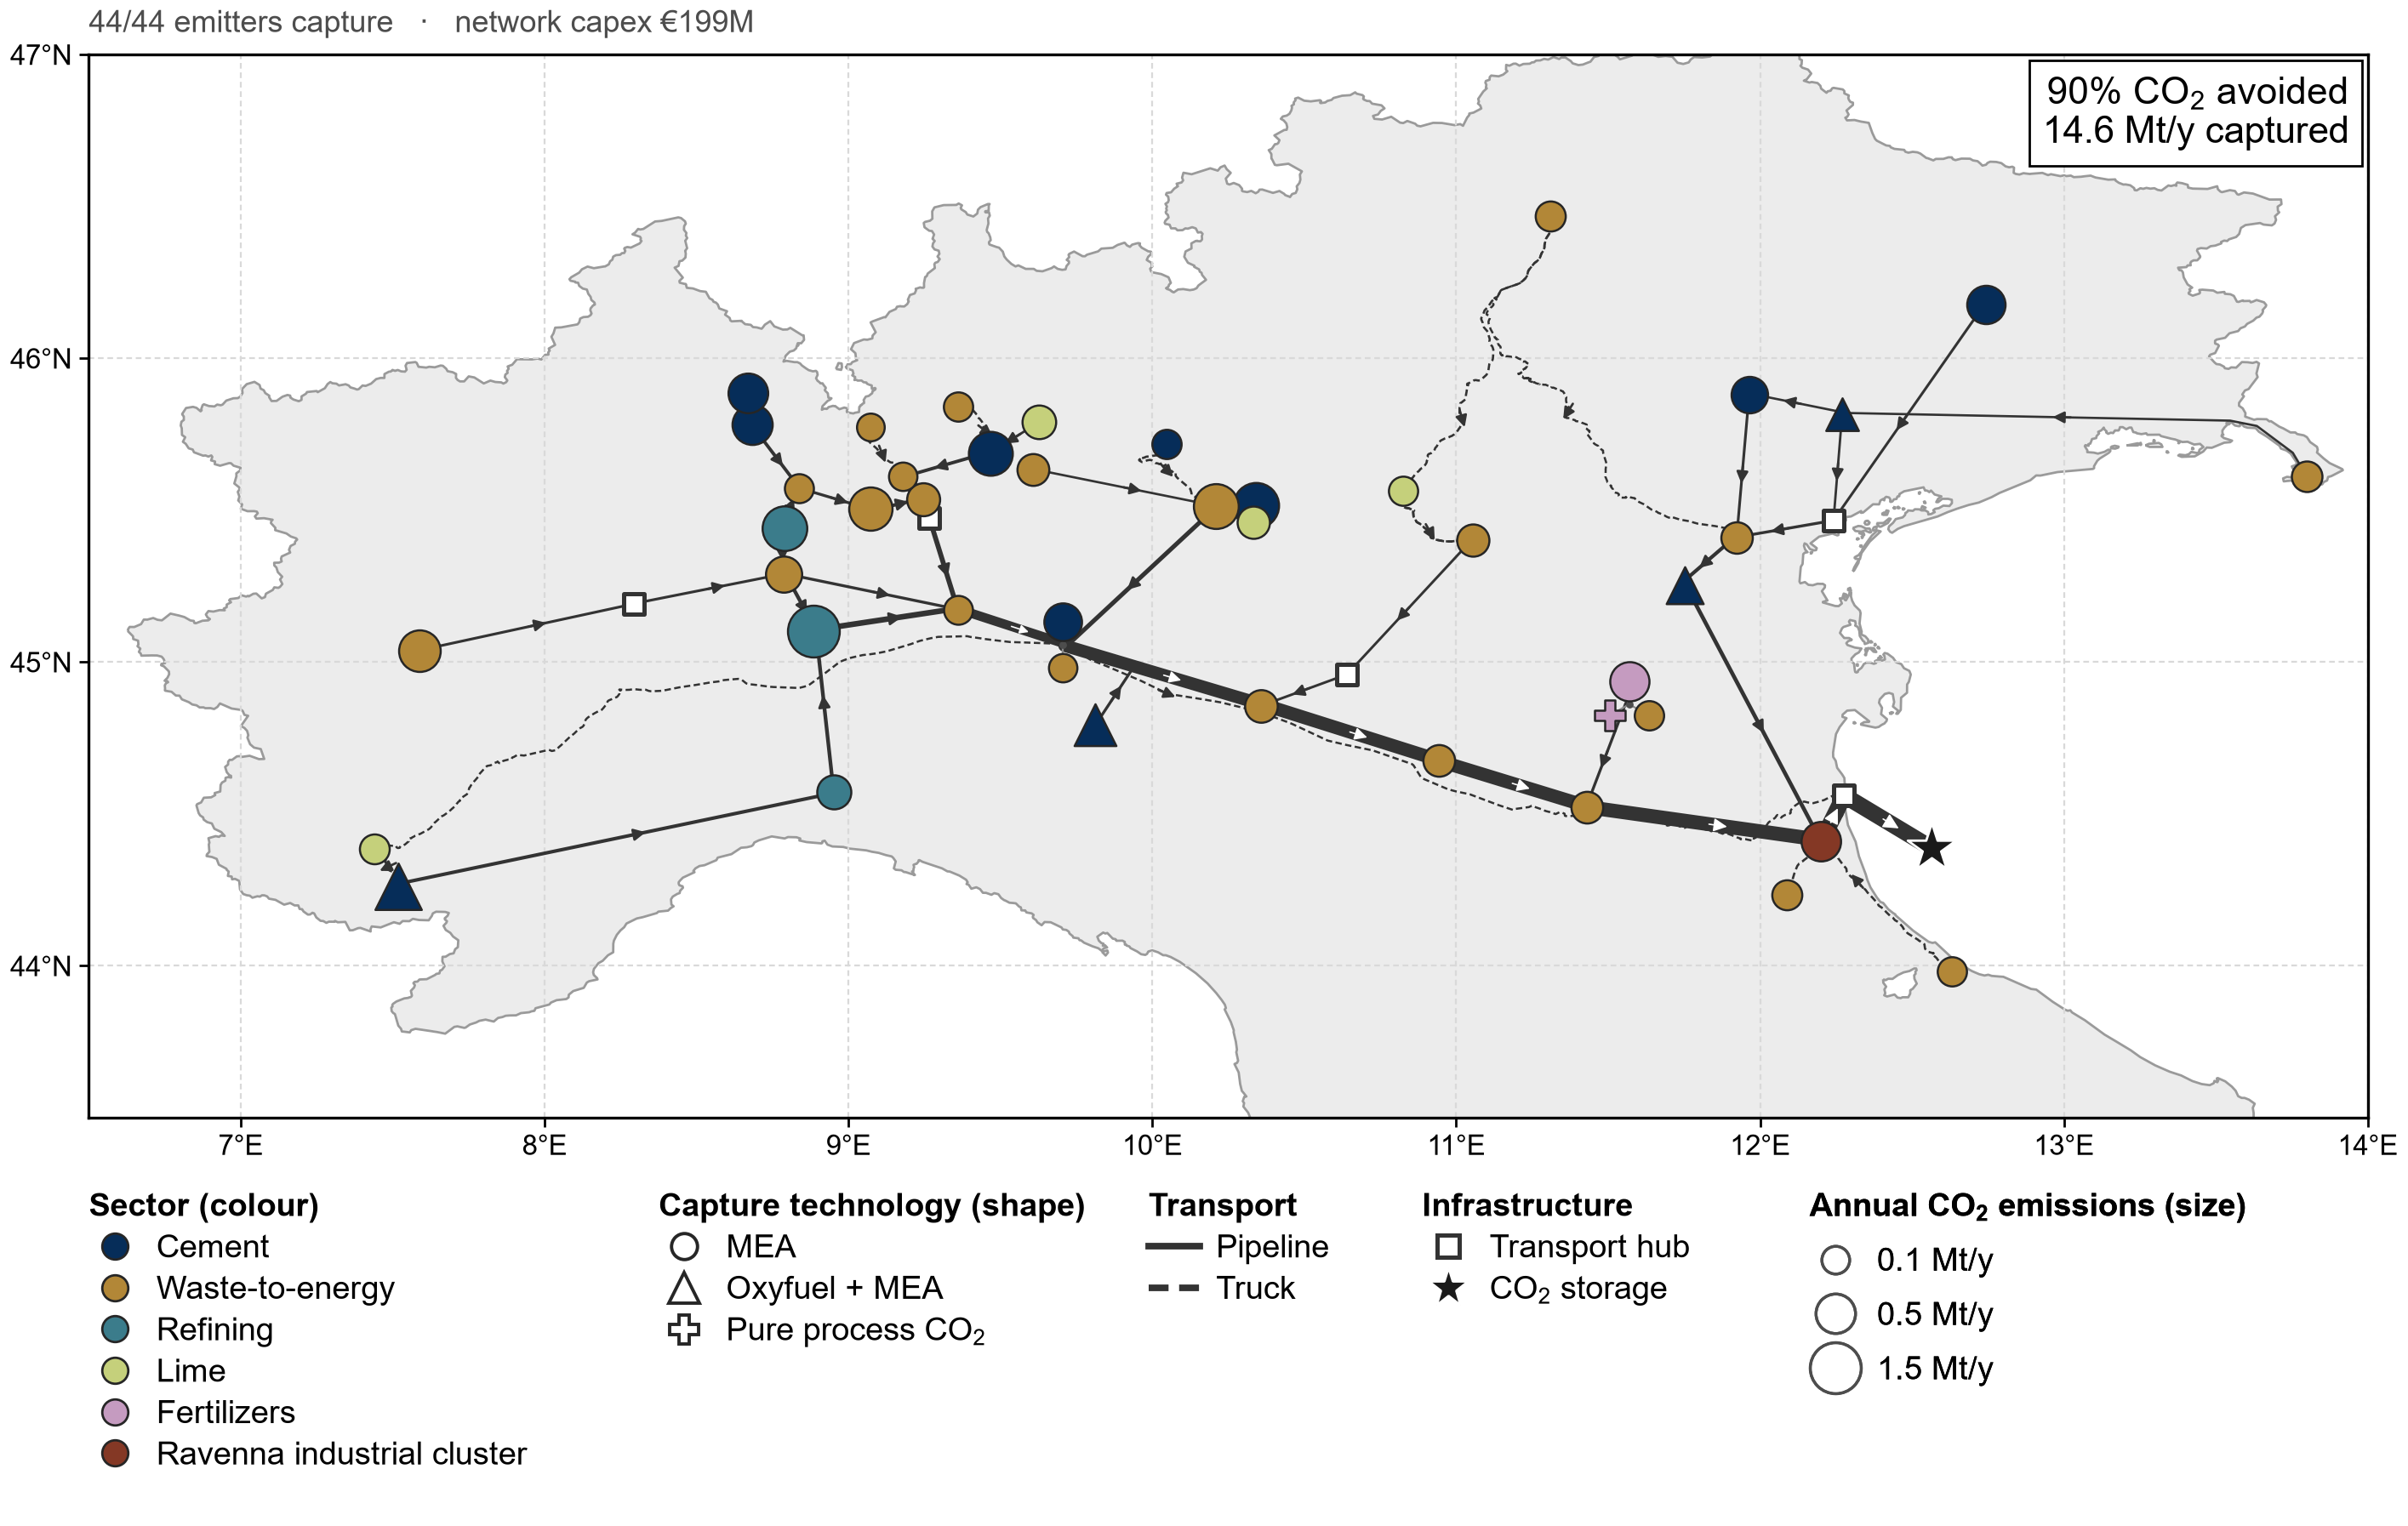 44/44 emitters capture · network capex €199M
47°N
90% CO₂ avoided
14.6 Mt/y captured
46°N
45°N
44°N
7°E 8°E 9°E 10°E 11°E 12°E 13°E 14°E
Sector (colour)
Cement
Waste-to-energy
Refining
Lime
Fertilizers
Ravenna industrial cluster
Capture technology (shape)
MEA
Oxyfuel + MEA
Pure process CO₂
Transport
Pipeline
Truck
Infrastructure
Transport hub
CO₂ storage
Annual CO₂ emissions (size)
0.1 Mt/y
0.5 Mt/y
1.5 Mt/y